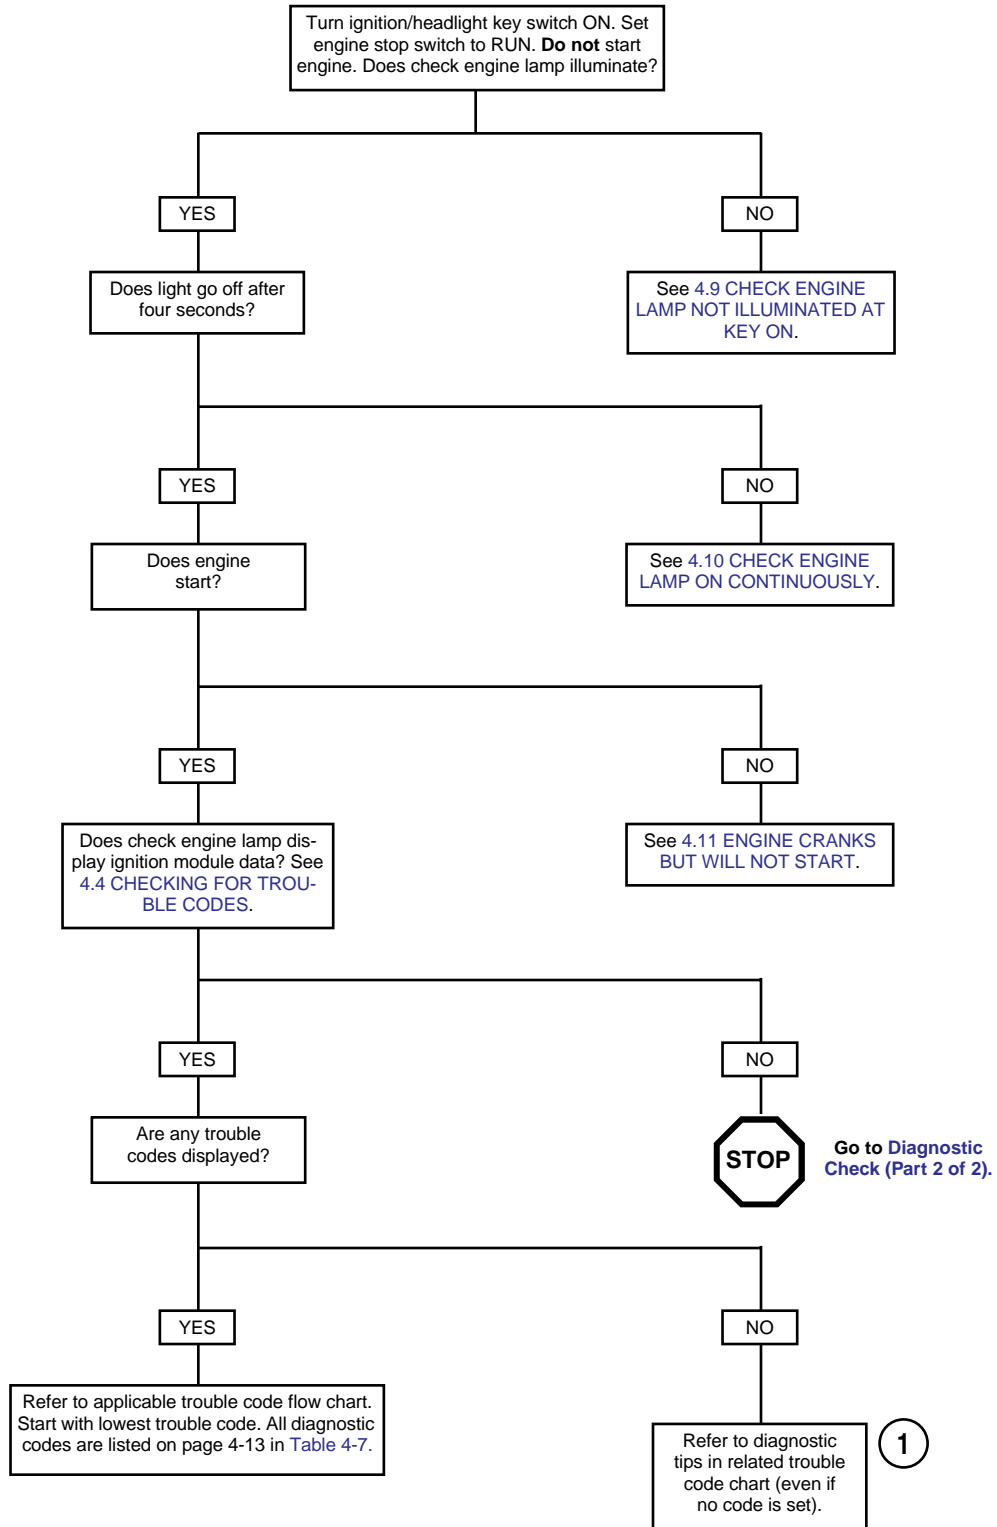 Turn ignition/headlight key switch ON. Set
engine stop switch to RUN. Do not start
engine. Does check engine lamp illuminate?
YES
NO
Does light go off after
four seconds?
See 4.9 CHECK ENGINE
LAMP NOT ILLUMINATED AT
KEY ON.
YES
NO
Does engine
start?
See 4.10 CHECK ENGINE
LAMP ON CONTINUOUSLY.
YES
NO
Does check engine lamp dis-
play ignition module data? See
4.4 CHECKING FOR TROU-
BLE CODES.
See 4.11 ENGINE CRANKS
BUT WILL NOT START.
YES
NO
Are any trouble
codes displayed?
STOP
Go to Diagnostic
Check (Part 2 of 2).
YES
NO
Refer to applicable trouble code flow chart.
Start with lowest trouble code. All diagnostic
codes are listed on page 4-13 in Table 4-7.
Refer to diagnostic
tips in related trouble
code chart (even if
no code is set).
1